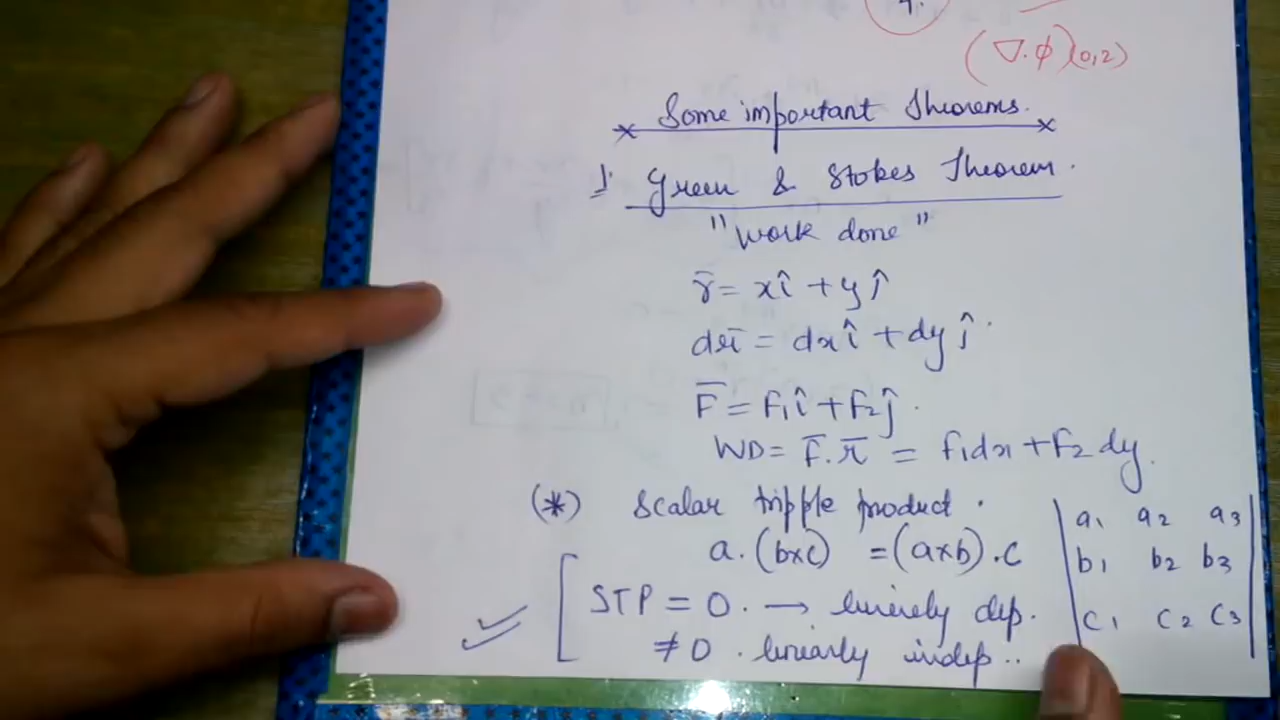 (∇.φ)(0,2)
Some important Theorems.
1. Green & Stokes Theorem.
"Work done"
r̄ = xî + yĵ
dr̄ = dxî + dyĵ
F̄ = F₁î + F₂ĵ
WD = F̄.r̄ = f₁dx + F₂dy.
(*) Scalar tripple product.
a.(b×c) = (a×b).c
a₁ a₂ a₃
b₁ b₂ b₃
c₁ c₂ c₃
STP = 0. → linearly dep.
≠ 0. linearly indep..